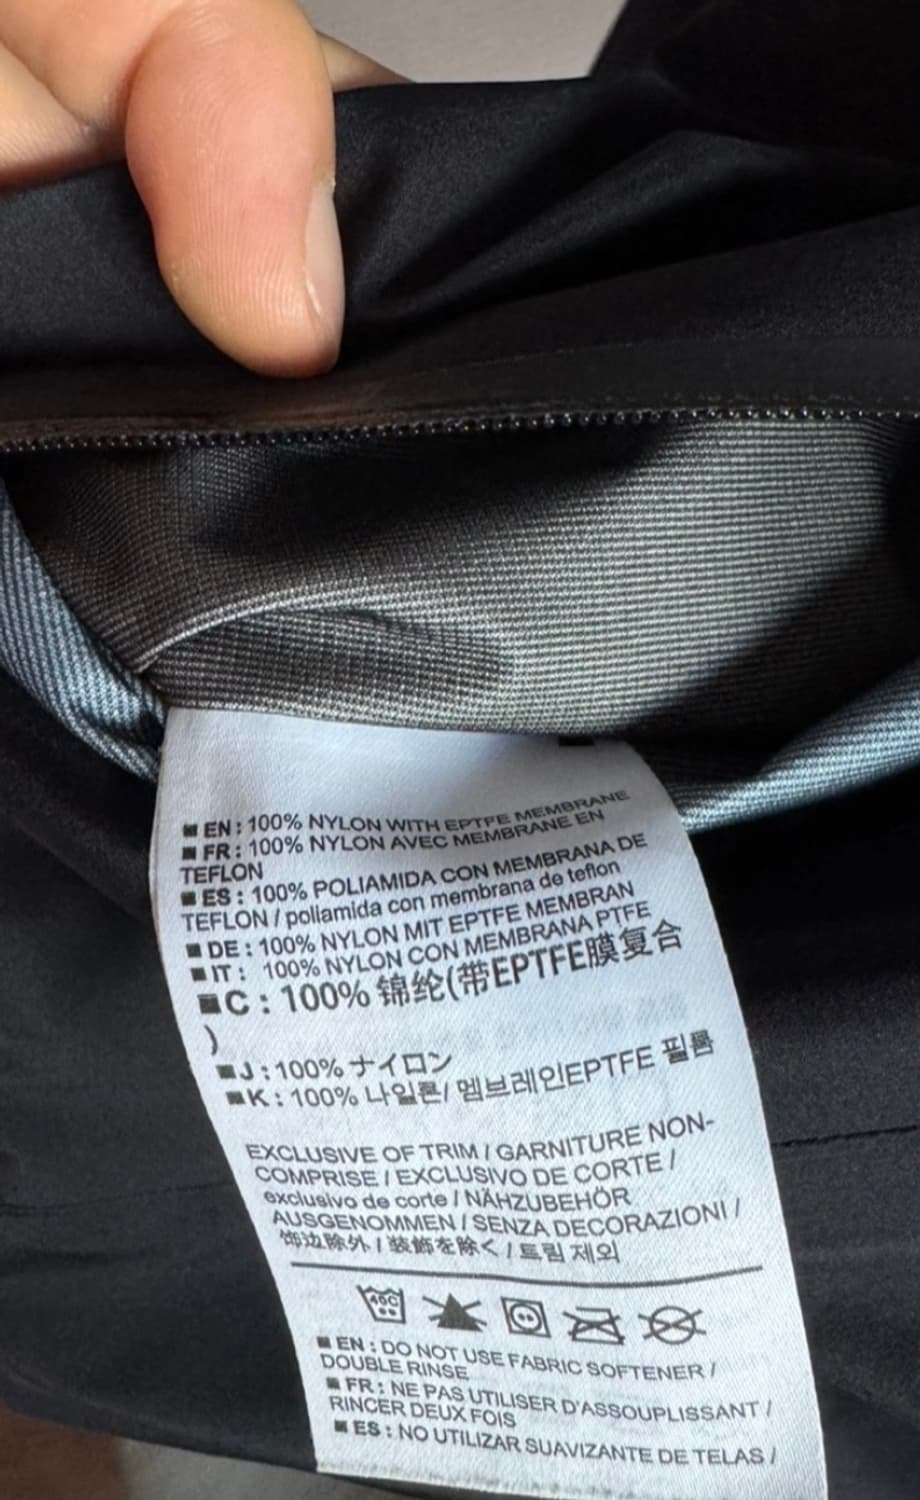 EN : 100% NYLON WITH EPTFE MEMBRANE
FR : 100% NYLON AVEC MEMBRANE EN
TEFLON
ES : 100% POLIAMIDA CON MEMBRANA DE
TEFLON / poliamida con membrana de teflon
DE : 100% NYLON MIT EPTFE MEMBRAN
IT : 100% NYLON CON MEMBRANA PTFE
C : 100% 锦纶(带EPTFE膜复合
)
J : 100% ナイロン
K : 100% 나일론/ 멤브레인EPTFE 필름
EXCLUSIVE OF TRIM / GARNITURE NON-
COMPRISE / EXCLUSIVO DE CORTE /
exclusivo de corte / NÄHZUBEHÖR
AUSGENOMMEN / SENZA DECORAZIONI /
饰边除外 / 装飾を除く / 트림 제외
40C
EN : DO NOT USE FABRIC SOFTENER /
DOUBLE RINSE
FR : NE PAS UTILISER D'ASSOUPLISSANT /
RINCER DEUX FOIS
ES : NO UTILIZAR SUAVIZANTE DE TELAS /